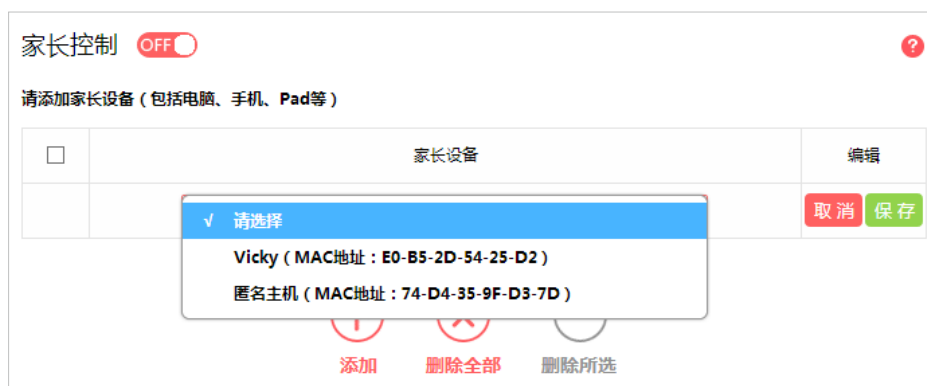 家长控制 OFF ?
请添加家长设备（包括电脑、手机、Pad等）
家长设备 编辑
√ 请选择 取消 保存
Vicky（MAC地址：E0-B5-2D-54-25-D2）
匿名主机（MAC地址：74-D4-35-9F-D3-7D）
添加 删除全部 删除所选